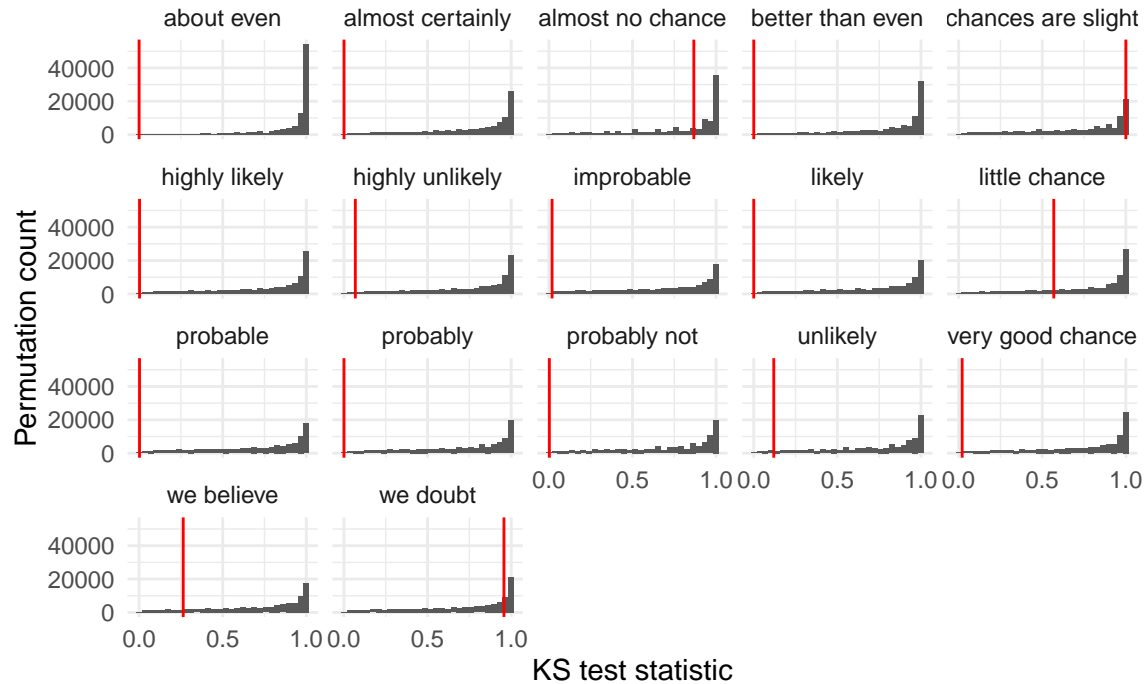 about even almost certainly almost no chance better than even chances are slight
40000
20000
0
highly likely highly unlikely improbable likely little chance
40000
20000
0
probable probably probably not unlikely very good chance
40000
20000
0
0.0 0.5 1.0 0.0 0.5 1.0 0.0 0.5 1.0
we believe we doubt
40000
20000
0
0.0 0.5 1.0 0.0 0.5 1.0
Permutation count
KS test statistic